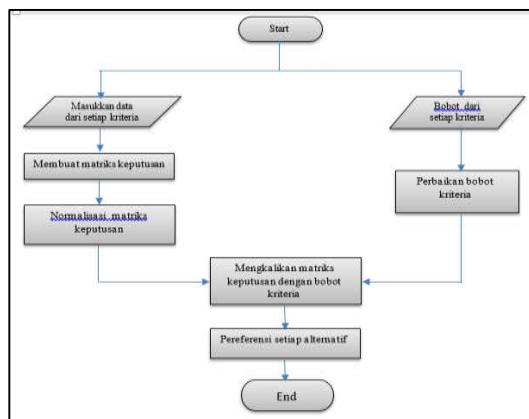 Start
Masukkan data
dari setiap kriteria
Bobot dari
setiap kriteria
Membuat matriks keputusan
Perbaikan bobot
kriteria
Normalisasi matriks
keputusan
Mengkalikan matriks
keputusan dengan bobot
kriteria
Pereferensi setiap alternatif
End